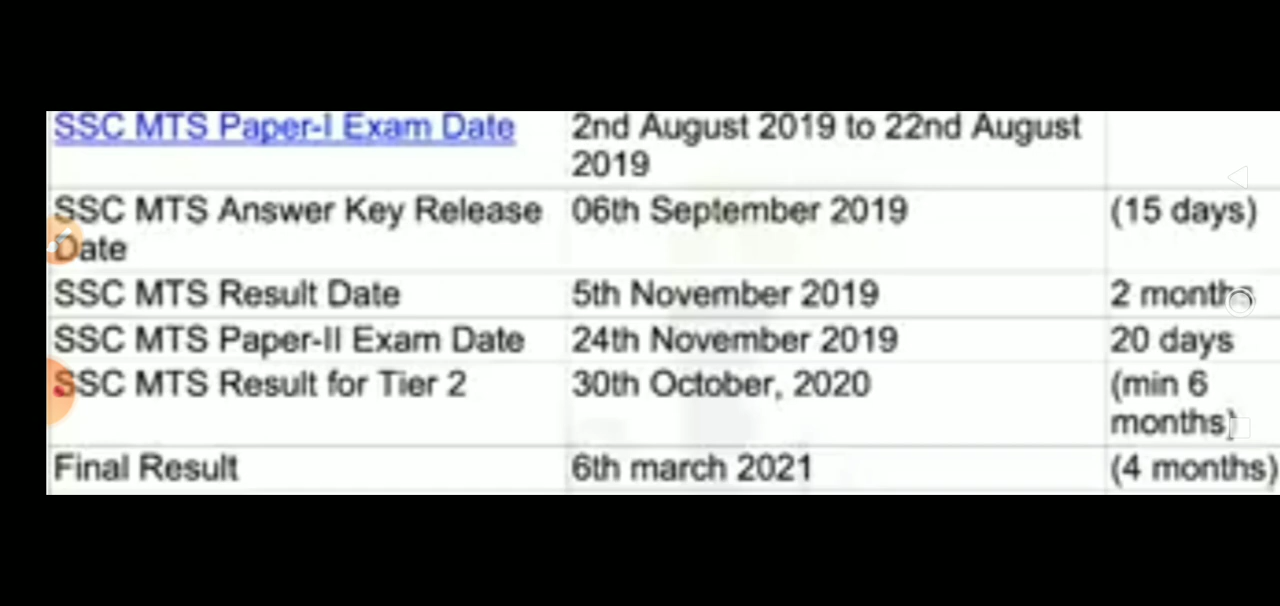 SSC MTS Paper-I Exam Date 2nd August 2019 to 22nd August
2019
SSC MTS Answer Key Release 06th September 2019 (15 days)
Date
SSC MTS Result Date 5th November 2019 2 months
SSC MTS Paper-II Exam Date 24th November 2019 20 days
SSC MTS Result for Tier 2 30th October, 2020 (min 6
months)
Final Result 6th march 2021 (4 months)